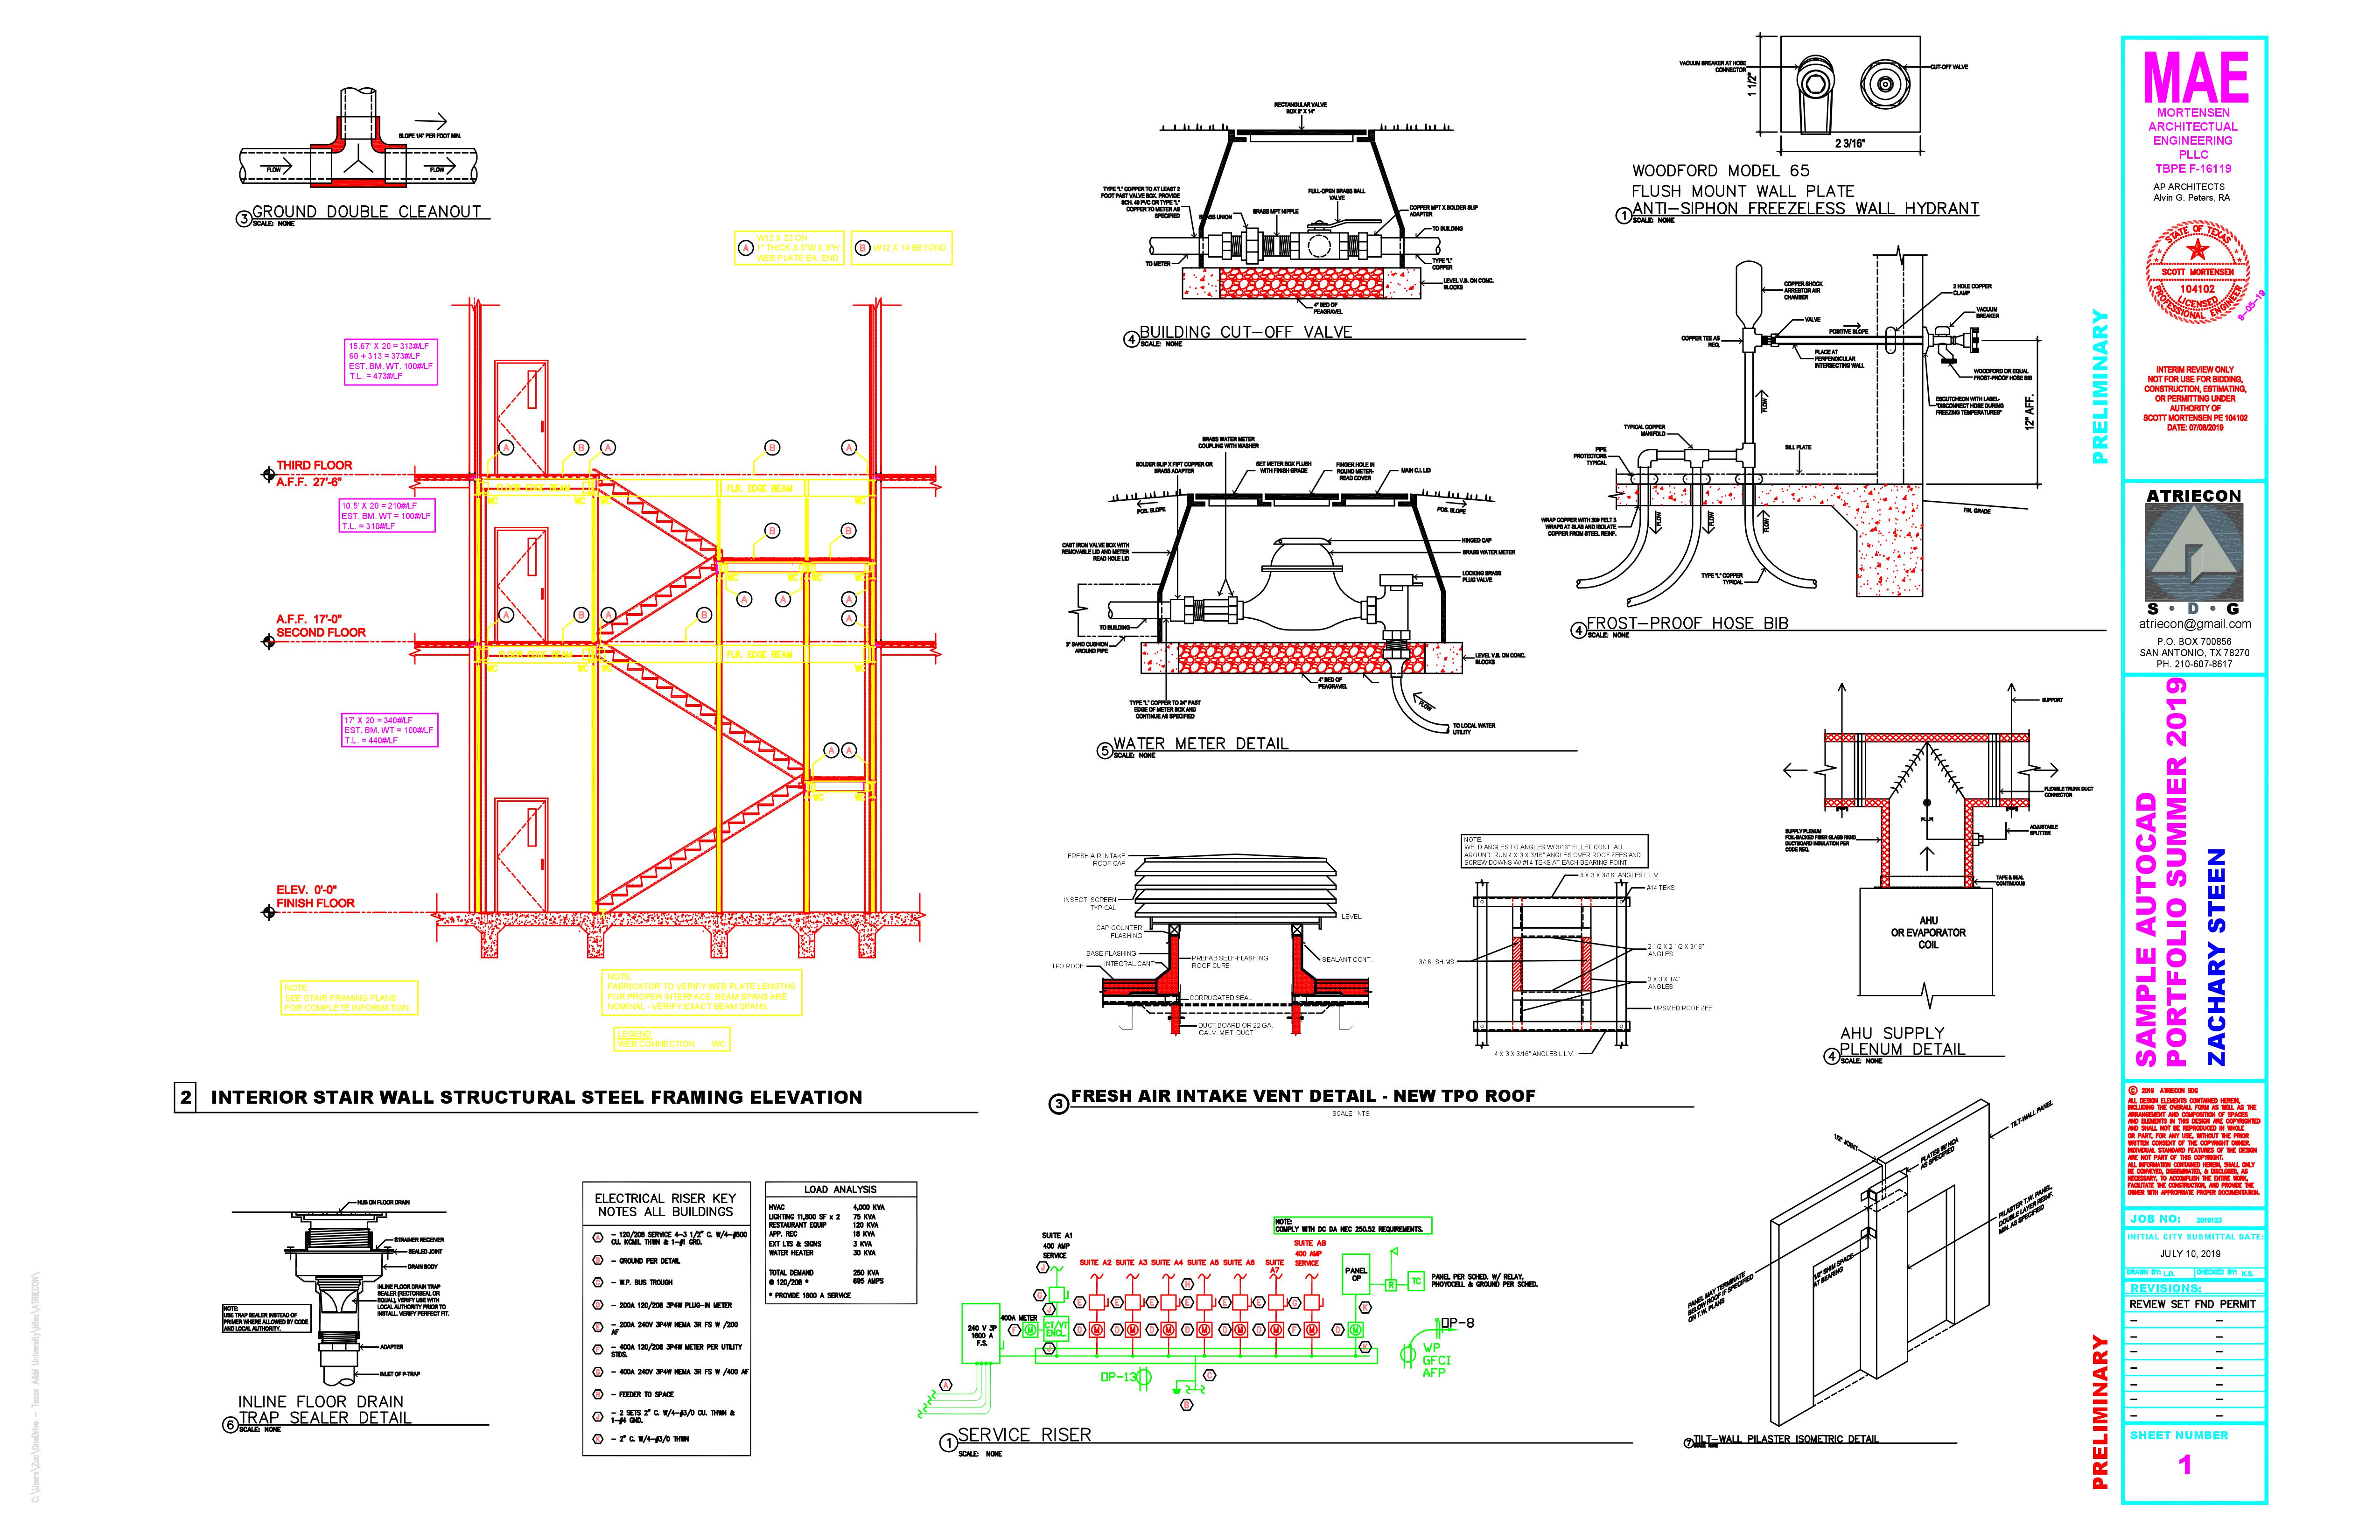 SLOPE 1/4" PER FOOT MIN.
FLOW
FLOW
3
GROUND DOUBLE CLEANOUT
SCALE: NONE
A
W12 X 22 ON
1" THICK X 5"W X 9"H
WEB PLATE EA. END
B
W12 X 14 BEYOND
15.67' X 20 = 313#/LF
60 + 313 = 373#/LF
EST. BM. WT. 100#/LF
T.L. = 473#/LF
A
B
A
B
A
THIRD FLOOR
A.F.F. 27'-6"
FLOOR EDGE BEAM
FLR. EDGE BEAM
WC
WC
WC
WC
10.5' X 20 = 210#/LF
EST. BM. WT = 100#/LF
T.L. = 310#/LF
B
B
WC
WC
WC
WC
A
A
A
A
B
A
B
A
A.F.F. 17'-0"
SECOND FLOOR
FLOOR EDGE BEAM
FLR. EDGE BEAM
WC
WC
WC
WC
17' X 20 = 340#/LF
EST. BM. WT = 100#/LF
T.L. = 440#/LF
A
A
WC
WC
ELEV. 0'-0"
FINISH FLOOR
NOTE:
SEE STAIR FRAMING PLANS
FOR COMPLETE INFORMATION.
NOTE:
FABRICATOR TO VERIFY WEB PLATE LENGTHS
FOR PROPER INTERFACE, BEAM SPANS ARE
NOMINAL - VERIFY EXACT BEAM SPANS.
LEGEND
WEB CONNECTION . . . WC
2
INTERIOR STAIR WALL STRUCTURAL STEEL FRAMING ELEVATION
RECTANGULAR VALVE
BOX 9" X 14"
TYPE "L" COPPER TO AT LEAST 2
FOOT PAST VALVE BOX. PROVIDE
SCH. 40 PVC OR TYPE "L"
COPPER TO METER AS
SPECIFIED
BRASS UNION
BRASS MPT NIPPLE
FULL-OPEN BRASS BALL
VALVE
COPPER MPT X SOLDER SLIP
ADAPTER
TO BUILDING
TO METER
TYPE "L"
COPPER
LEVEL V.B. ON CONC.
BLOCKS
4" BED OF
PEAGRAVEL
4
BUILDING CUT-OFF VALVE
SCALE: NONE
BRASS WATER METER
COUPLING WITH WASHER
SOLDER SLIP X FIPT COPPER OR
BRASS ADAPTER
SET METER BOX FLUSH
WITH FINISH GRADE
FINGER HOLE IN
ROUND METER-
READ COVER
MAIN C.I. LID
POS. SLOPE
POS. SLOPE
CAST IRON VALVE BOX WITH
REMOVABLE LID AND METER
READ HOLE LID
HINGED CAP
BRASS WATER METER
LOCKING BRASS
PLUG VALVE
TO BUILDING
3" SAND CUSHION
AROUND PIPE
LEVEL V.B. ON CONC.
BLOCKS
4" BED OF
PEAGRAVEL
TYPE "L" COPPER TO 24" PAST
EDGE OF METER BOX AND
CONTINUE AS SPECIFIED
FLOW
TO LOCAL WATER
UTILITY
5
WATER METER DETAIL
SCALE: NONE
VACUUM BREAKER AT HOSE
CONNECTOR
CUT-OFF VALVE
1 1/2"
2 3/16"
WOODFORD MODEL 65
FLUSH MOUNT WALL PLATE
1
ANTI-SIPHON FREEZELESS WALL HYDRANT
SCALE: NONE
COPPER SHOCK
ARRESTOR AIR
CHAMBER
2 HOLE COPPER
CLAMP
VACUUM
BREAKER
VALVE
POSITIVE SLOPE
COPPER TEE AS
REQ.
PLACE AT
PERPENDICULAR
INTERSECTING WALL
WOODFORD OR EQUAL
FROST-PROOF HOSE BIB
ESCUTCHEON WITH LABEL-
"DISCONNECT HOSE DURING
FREEZING TEMPERATURES"
FLOW
12" AFF.
TYPICAL COPPER
MANIFOLD
PIPE
PROTECTORS
TYPICAL
SILL PLATE
WRAP COPPER WITH 30# FELT 3
WRAPS AT SLAB AND ISOLATE
COPPER FROM STEEL REINF.
FLOW
FLOW
FLOW
FIN. GRADE
TYPE "L" COPPER
TYPICAL
4
FROST-PROOF HOSE BIB
SCALE: NONE
SUPPORT
FLEXIBLE TRUNK DUCT
CONNECTOR
SUPPLY PLENUM
FOIL-BACKED FIBER GLASS RIGID
DUCTBOARD INSULATION PER
CODE REQ.
ADJUSTABLE
SPLITTER
TAPE & SEAL
CONTINUOUS
AHU
OR EVAPORATOR
COIL
AHU SUPPLY
4
PLENUM DETAIL
SCALE: NONE
FRESH AIR INTAKE
ROOF CAP
INSECT SCREEN
TYPICAL
LEVEL
CAP COUNTER
FLASHING
BASE FLASHING
INTEGRAL CANT
TPO ROOF
PREFAB SELF-FLASHING
ROOF CURB
SEALANT CONT.
CORRUGATED SEAL
DUCT BOARD OR 22 GA
GALV. MET. DUCT
NOTE:
WELD ANGLES TO ANGLES W/ 3/16" FILLET CONT. ALL
AROUND. RUN 4 X 3 X 3/16" ANGLES OVER ROOF ZEES AND
SCREW DOWNS W/ #14 TEKS AT EACH BEARING POINT.
4 X 3 X 3/16" ANGLES L.L.V.
#14 TEKS
3/16" SHIMS
2 1/2 X 2 1/2 X 3/16"
ANGLES
3 X 3 X 1/4"
ANGLES
UPSIZED ROOF ZEE
4 X 3 X 3/16" ANGLES L.L.V.
3
FRESH AIR INTAKE VENT DETAIL - NEW TPO ROOF
SCALE: NTS
HUB ON FLOOR DRAIN
STRAINER RECEIVER
SEALED JOINT
DRAIN BODY
INLINE FLOOR DRAIN TRAP
SEALER (RECTORSEAL OR
EQUAL), VERIFY USE WITH
LOCAL AUTHORITY PRIOR TO
INSTALL. VERIFY PERFECT FIT.
NOTE:
USE TRAP SEALER INSTEAD OF
PRIMER WHERE ALLOWED BY CODE
AND LOCAL AUTHORITY.
ADAPTER
INLET OF P-TRAP
INLINE FLOOR DRAIN
6
TRAP SEALER DETAIL
SCALE: NONE
ELECTRICAL RISER KEY
NOTES ALL BUILDINGS
A – 120/208 SERVICE 4-3 1/2" C. W/4-#500
CU. KCMIL THWN & 1-#1 GRD.
B – GROUND PER DETAIL
C – W.P. BUS TROUGH
D – 200A 120/208 3P4W PLUG-IN METER
E – 200A 240V 3P4W NEMA 3R FS W /200
AF
F – 400A 120/208 3P4W METER PER UTILITY
STDS.
G – 400A 240V 3P4W NEMA 3R FS W /400 AF
H – FEEDER TO SPACE
J – 2 SETS 2" C. W/4-#3/0 CU. THWN &
1-#4 GND.
K – 2" C. W/4-#3/0 THWN
LOAD ANALYSIS
HVAC 4,000 KVA
LIGHTING 11,800 SF x 2 75 KVA
RESTAURANT EQUIP 120 KVA
APP. REC 18 KVA
EXT LTS & SIGNS 3 KVA
WATER HEATER 30 KVA
TOTAL DEMAND 250 KVA
@ 120/208 * 695 AMPS
* PROVIDE 1600 A SERVICE
NOTE:
COMPLY WITH DC DA NEC 250.52 REQUIREMENTS.
SUITE A1
400 AMP
SERVICE
SUITE A2
SUITE A3
SUITE A4
SUITE A5
SUITE A6
SUITE
A7
SUITE A8
400 AMP
SERVICE
PANEL
OP
R
TC
PANEL PER SCHED. W/ RELAY,
PHOYOCELL & GROUND PER SCHED.
400A METER
CT/VT
ENCL.
240 V 3P
1600 A
F.S.
OP-13
OP-8
WP
GFCI
AFP
1
SERVICE RISER
SCALE: NONE
1/2" JOINT
TILT-WALL PANEL
PLATES W/ HCA
AS SPECIFIED
PILASTER T.W. PANEL,
DOUBLE LAYER REINF.
MIN. AS SPECIFIED
1/2" SHIM SPACE
AT BEARING
PANELS MAY TERMINATE
BELOW ROOF IF SPECIFIED
ON T.W. PLANS
7
TILT-WALL PILASTER ISOMETRIC DETAIL
PRELIMINARY
PRELIMINARY
MAE
MORTENSEN
ARCHITECTUAL
ENGINEERING
PLLC
TBPE F-16119
AP ARCHITECTS
Alvin G. Peters, RA
STATE OF TEXAS
SCOTT MORTENSEN
104102
LICENSED
PROFESSIONAL ENGINEER
9-05-19
INTERIM REVIEW ONLY
NOT FOR USE FOR BIDDING,
CONSTRUCTION, ESTIMATING,
OR PERMITTING UNDER
AUTHORITY OF
SCOTT MORTENSEN PE 104102
DATE: 07/08/2019
ATRIECON
S • D • G
atriecon@gmail.com
P.O. BOX 700856
SAN ANTONIO, TX 78270
PH. 210-607-8617
SAMPLE AUTOCAD
PORTFOLIO SUMMER 2019
ZACHARY STEEN
© 2019 ATRIECON SDG
ALL DESIGN ELEMENTS CONTAINED HEREIN,
INCLUDING THE OVERALL FORM AS WELL AS THE
ARRANGEMENT AND COMPOSITION OF SPACES
AND ELEMENTS IN THIS DESIGN ARE COPYRIGHTED
AND SHALL NOT BE REPRODUCED IN WHOLE
OR PART, FOR ANY USE, WITHOUT THE PRIOR
WRITTEN CONSENT OF THE COPYRIGHT OWNER.
INDIVIDUAL STANDARD FEATURES OF THE DESIGN
ARE NOT PART OF THIS COPYRIGHT.
ALL INFORMATION CONTAINED HEREIN, SHALL ONLY
BE CONVEYED, DISSEMINATED, & DISCLOSED, AS
NECESSARY, TO ACCOMPLISH THE ENTIRE WORK,
FACILITATE THE CONSTRUCTION, AND PROVIDE THE
OWNER WITH APPROPRIATE PROPER DOCUMENTATION.
JOB NO: 2019123
INITIAL CITY SUBMITTAL DATE:
JULY 10, 2019
DRAWN BY: L.D. CHECKED BY: K.S.
REVISIONS:
REVIEW SET FND PERMIT
SHEET NUMBER
1